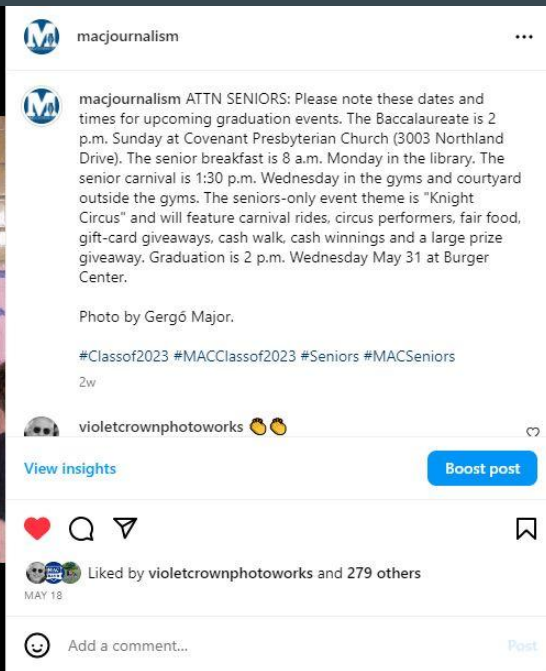 macjournalism
macjournalism ATTN SENIORS: Please note these dates and
times for upcoming graduation events. The Baccalaureate is 2
p.m. Sunday at Covenant Presbyterian Church (3003 Northland
Drive). The senior breakfast is 8 a.m. Monday in the library. The
senior carnival is 1:30 p.m. Wednesday in the gyms and courtyard
outside the gyms. The seniors-only event theme is "Knight
Circus" and will feature carnival rides, circus performers, fair food,
gift-card giveaways, cash walk, cash winnings and a large prize
giveaway. Graduation is 2 p.m. Wednesday May 31 at Burger
Center.
Photo by Gergő Major.
#Classof2023 #MACClassof2023 #Seniors #MACSeniors
2w
violetcrownphotoworks 👏👏
View insights
Boost post
Liked by violetcrownphotoworks and 279 others
MAY 18
Add a comment...
Post